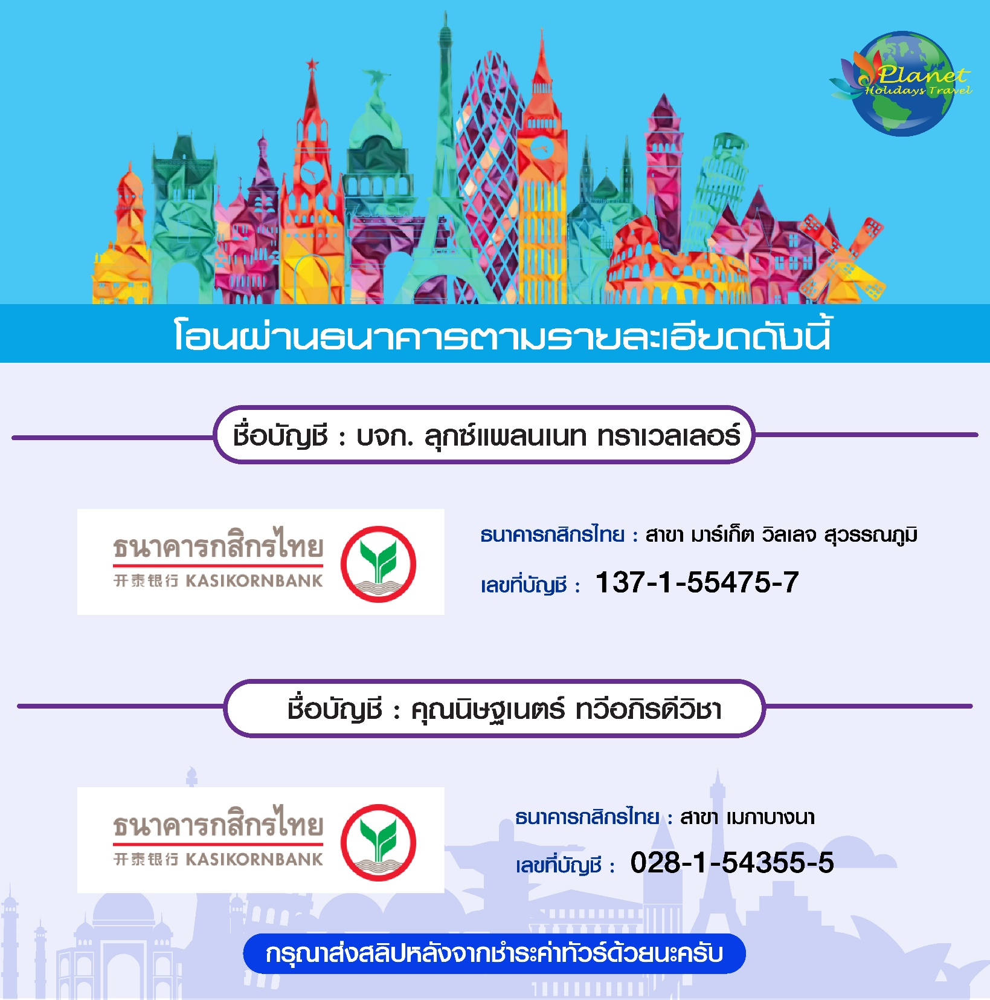 Planet
Holidays Travel
โอนผ่านธนาคารตามรายละเอียดดังนี้
ชื่อบัญชี : บจก. ลุกซ์แพลนเนท ทราเวลเลอร์
ธนาคารกสิกรไทย
开泰银行 KASIKORNBANK
ธนาคารกสิกรไทย : สาขา มาร์เก็ต วิลเลจ สุวรรณภูมิ
เลขที่บัญชี : 137-1-55475-7
ชื่อบัญชี : คุณนิษฐเนตร์ ทวีอภิรดีวิชา
ธนาคารกสิกรไทย
开泰银行 KASIKORNBANK
ธนาคารกสิกรไทย : สาขา เมกาบางนา
เลขที่บัญชี : 028-1-54355-5
กรุณาส่งสลิปหลังจากชำระค่าทัวร์ด้วยนะครับ